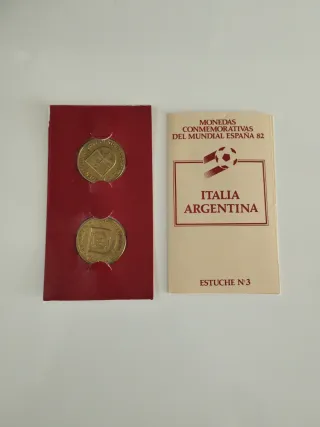 MONEDAS
CONMEMORATIVAS
DEL MUNDIAL ESPAÑA 82
ITALIA
ARGENTINA
ESTUCHE Nº3